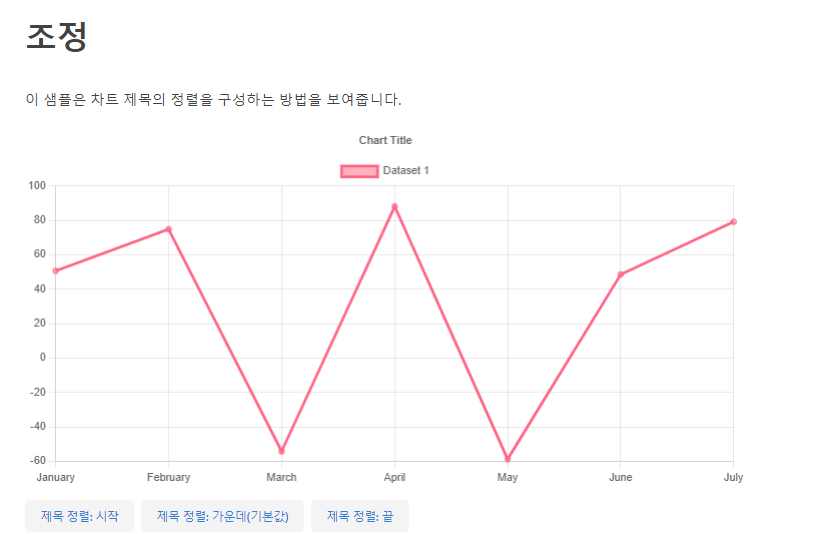 조정
이 샘플은 차트 제목의 정렬을 구성하는 방법을 보여줍니다.
Chart Title
Dataset 1
100
80
60
40
20
0
-20
-40
-60
January February March April May June July
제목 정렬: 시작 제목 정렬: 가운데(기본값) 제목 정렬: 끝